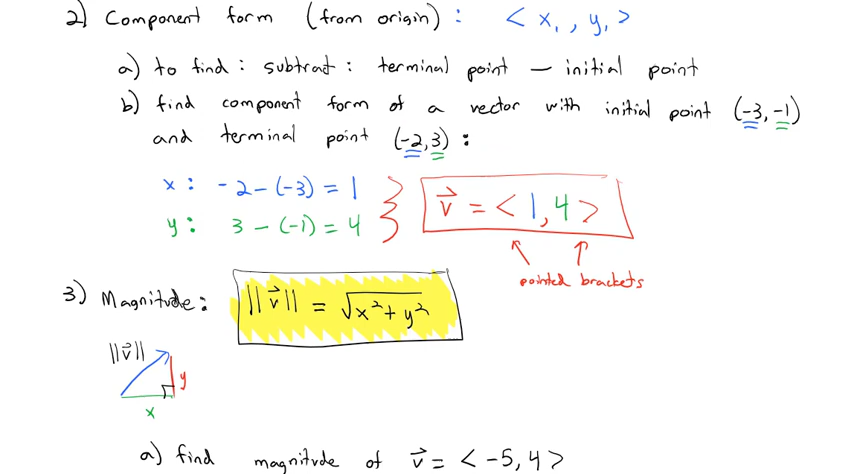 2) Component form (from origin) : < x₁ , y₁ >
a) to find : subtract : terminal point — initial point
b) find component form of a vector with initial point (-3, -1)
and terminal point (-2, 3) :
x : -2 - (-3) = 1
y : 3 - (-1) = 4
v⃗ = < 1, 4 >
pointed brackets
3) Magnitude : ||v⃗|| = √x² + y²
||v⃗||
y
x
a) find magnitude of v⃗ = < -5, 4 >